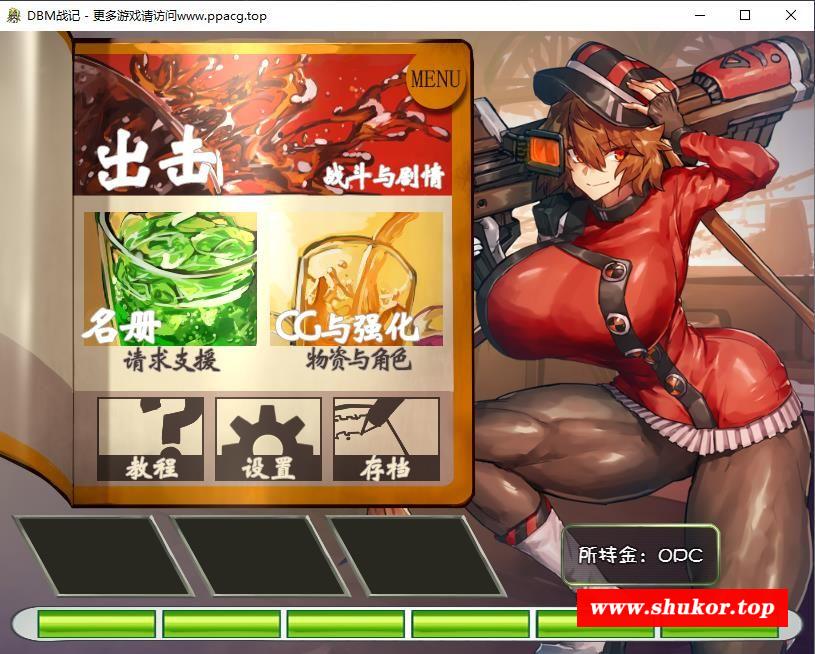 DBM战记 - 更多游戏请访问www.ppacg.top
MENU
出击
战斗与剧情
名册
请求支援
CG与强化
物资与角色
教程
设置
存档
所持金：0PC
www.shukor.top